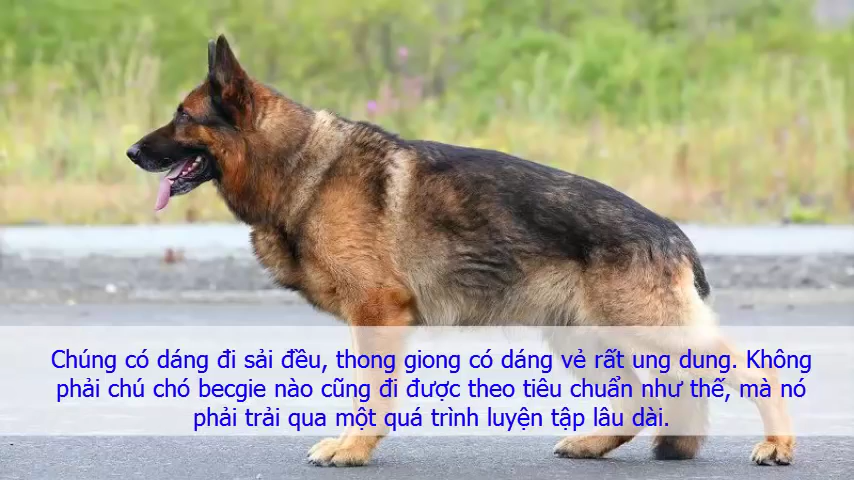 Chúng có dáng đi sải đều, thong giong có dáng vẻ rất ung dung. Không
phải chú chó becgie nào cũng đi được theo tiêu chuẩn như thế, mà nó
phải trải qua một quá trình luyện tập lâu dài.